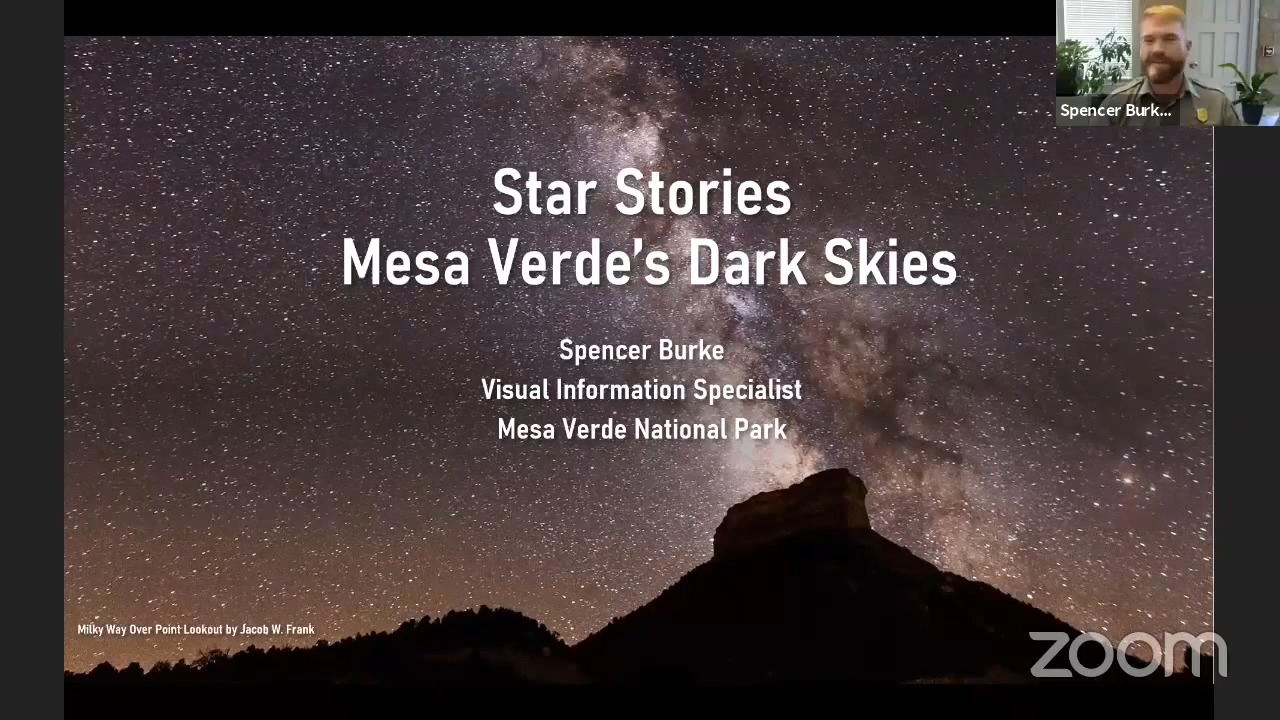 Spencer Burk...
Star Stories
Mesa Verde's Dark Skies
Spencer Burke
Visual Information Specialist
Mesa Verde National Park
Milky Way Over Point Lookout by Jacob W. Frank
zoom